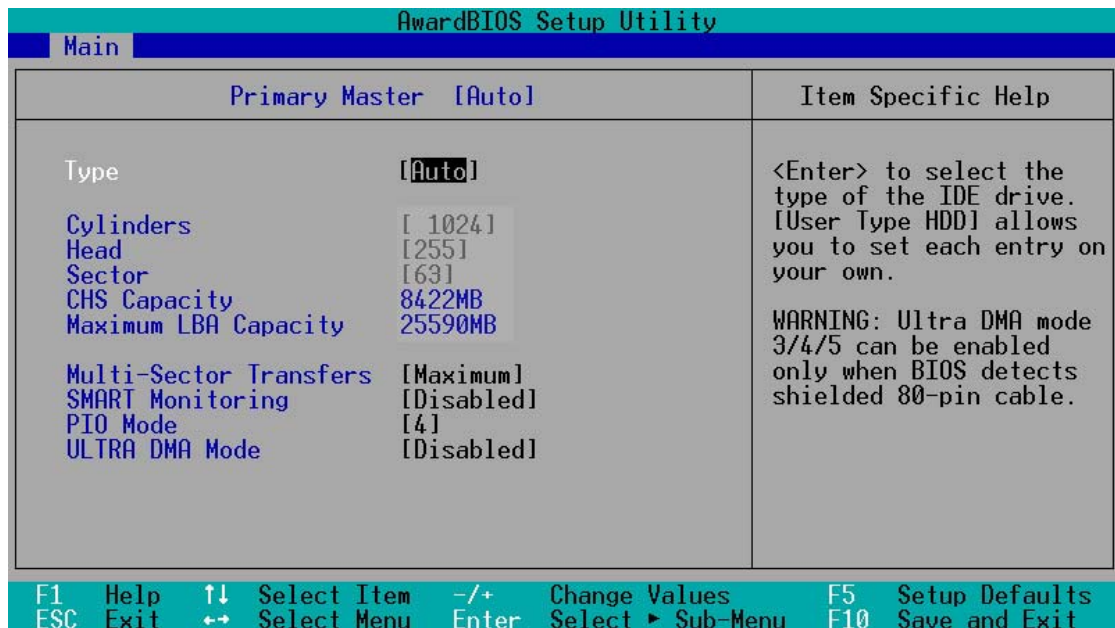 AwardBIOS Setup Utility
Main
Primary Master [Auto]
Item Specific Help
Type [Auto]
Cylinders [ 1024]
Head [255]
Sector [63]
CHS Capacity 8422MB
Maximum LBA Capacity 25590MB
Multi-Sector Transfers [Maximum]
SMART Monitoring [Disabled]
PIO Mode [4]
ULTRA DMA Mode [Disabled]
<Enter> to select the
type of the IDE drive.
[User Type HDD] allows
you to set each entry on
your own.
WARNING: Ultra DMA mode
3/4/5 can be enabled
only when BIOS detects
shielded 80-pin cable.
F1 Help ↑↓ Select Item -/+ Change Values F5 Setup Defaults
ESC Exit ←→ Select Menu Enter Select ► Sub-Menu F10 Save and Exit